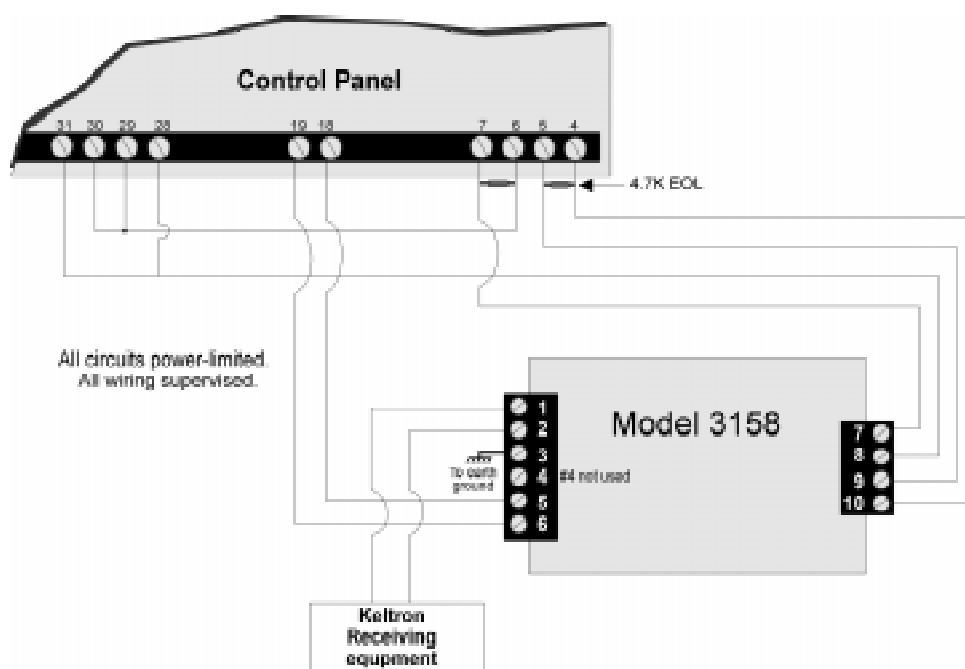 Control Panel
31 30 29 28 19 18 7 6 5 4
4.7K EOL
All circuits power-limited.
All wiring supervised.
Model 3158
1
2
3
4
5
6
To earth
ground
#4 not used
7
8
9
10
Keltron
Receiving
equpment